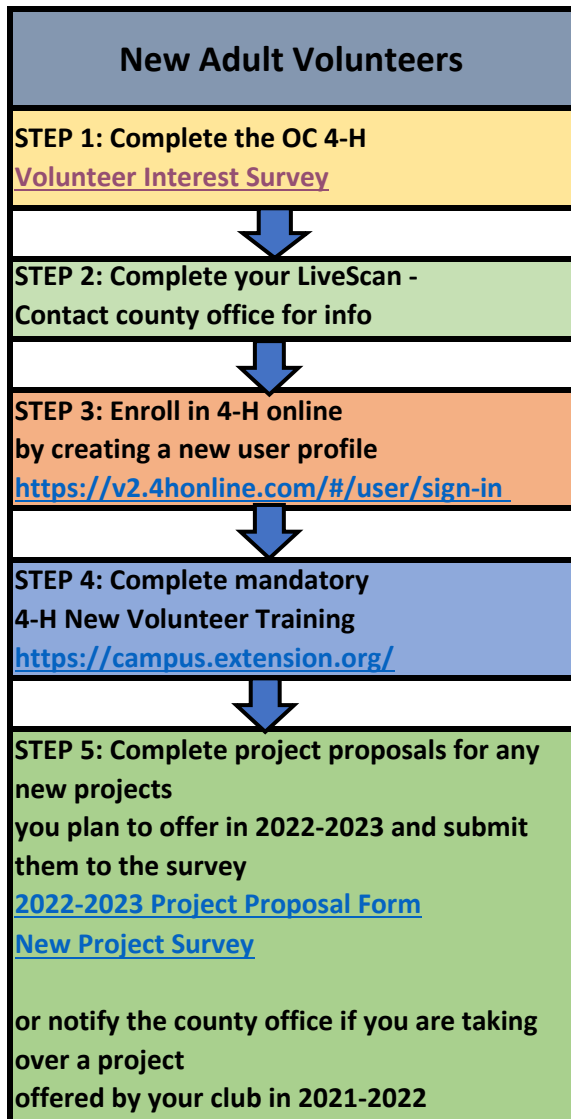 New Adult Volunteers
STEP 1: Complete the OC 4-H
Volunteer Interest Survey
STEP 2: Complete your LiveScan -
Contact county office for info
STEP 3: Enroll in 4-H online
by creating a new user profile
https://v2.4honline.com/#/user/sign-in
STEP 4: Complete mandatory
4-H New Volunteer Training
https://campus.extension.org/
STEP 5: Complete project proposals for any
new projects
you plan to offer in 2022-2023 and submit
them to the survey
2022-2023 Project Proposal Form
New Project Survey
or notify the county office if you are taking
over a project
offered by your club in 2021-2022